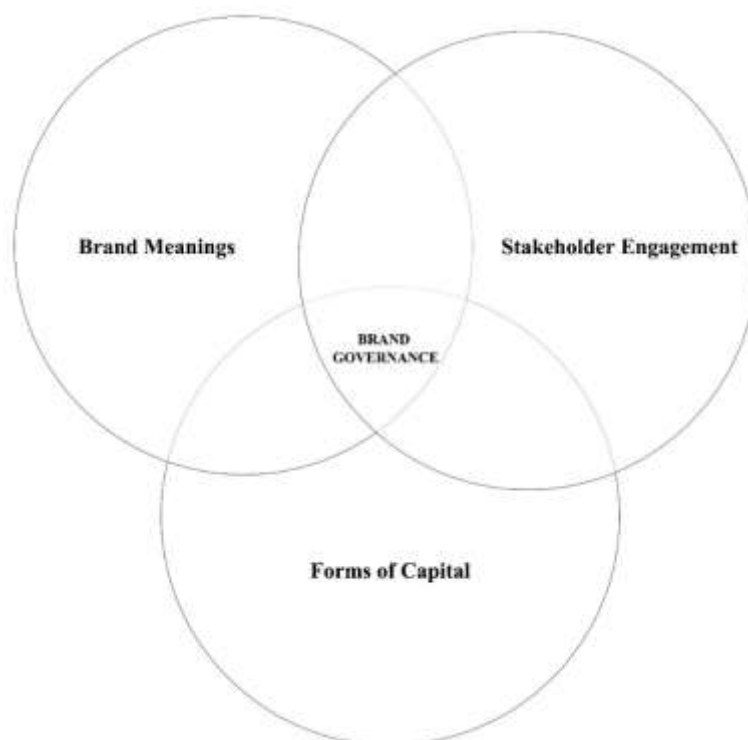 Brand Meanings
Stakeholder Engagement
BRAND
GOVERNANCE
Forms of Capital